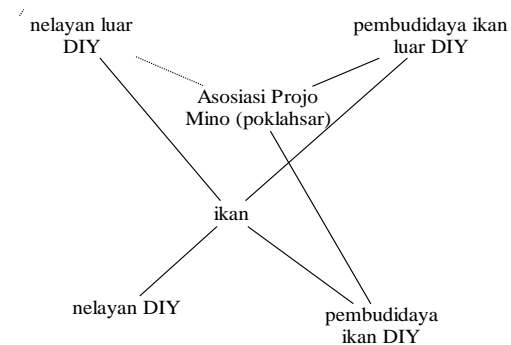 nelayan luar
DIY
pembudidaya ikan
luar DIY
Asosiasi Projo
Mino (poklahsar)
ikan
nelayan DIY
pembudidaya
ikan DIY